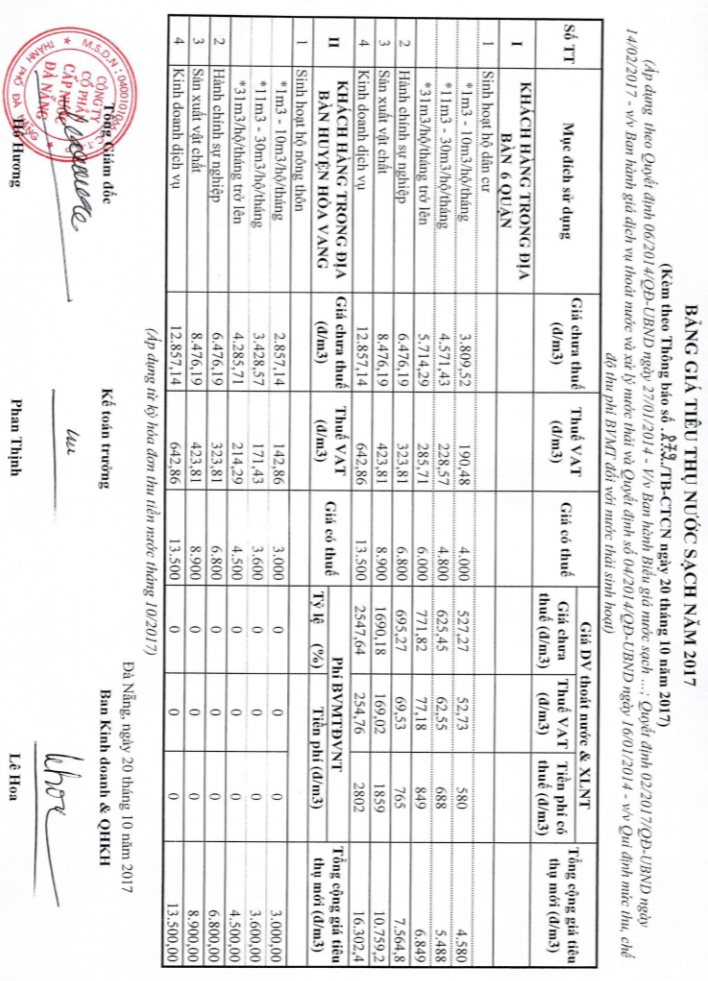 BẢNG GIÁ TIÊU THỤ NƯỚC SẠCH NĂM 2017
(Kèm theo Thông báo số ......./TB-CTCN ngày 20 tháng 10 năm 2017)
(Áp dụng theo Quyết định 06/2014/QĐ-UBND ngày 27/01/2014 - V/v Ban hành Biểu giá nước sạch ...; Quyết định 02/2017/QĐ-UBND ngày
14/02/2017 - v/v Ban hành giá dịch vụ thoát nước và xử lý nước thải và Quyết định số 04/2014/QĐ-UBND ngày 16/01/2014 - v/v Qui định mức thu, chế
độ thu phí BVMT đối với nước thải sinh hoạt)
Số TT Mục đích sử dụng Giá chưa thuế (đ/m3) Thuế VAT (đ/m3) Giá có thuế Giá DV thoát nước & XLNT Tổng cộng giá tiêu thụ mới (đ/m3)
Giá chưa thuế (đ/m3) Thuế VAT (đ/m3) Tiền phí có thuế (đ/m3)
I KHÁCH HÀNG TRONG ĐỊA BÀN 6 QUẬN
1 Sinh hoạt hộ dân cư
*1m3 - 10m3/hộ/tháng 3.809,52 190,48 4.000 527,27 52,73 580 4.580
*11m3 - 30m3/hộ/tháng 4.571,43 228,57 4.800 625,45 62,55 688 5.488
*31m3/hộ/tháng trở lên 5.714,29 285,71 6.000 771,82 77,18 849 6.849
2 Hành chính sự nghiệp 6.476,19 323,81 6.800 695,27 69,53 765 7.564,8
3 Sản xuất vật chất 8.476,19 423,81 8.900 1690,18 169,02 1859 10.759,2
4 Kinh doanh dịch vụ 12.857,14 642,86 13.500 2547,64 254,76 2802 16.302,4
II KHÁCH HÀNG TRONG ĐỊA BÀN HUYỆN HÒA VANG Giá chưa thuế (đ/m3) Thuế VAT (đ/m3) Giá có thuế Phí BVMTĐVNT Tổng cộng giá tiêu thụ mới (đ/m3)
Tỷ lệ (%) Tiền phí (đ/m3)
1 Sinh hoạt hộ nông thôn
*1m3 - 10m3/hộ/tháng 2.857,14 142,86 3.000 0 0 0 3.000,00
*11m3 - 30m3/hộ/tháng 3.428,57 171,43 3.600 0 0 0 3.600,00
*31m3/hộ/tháng trở lên 4.285,71 214,29 4.500 0 0 0 4.500,00
2 Hành chính sự nghiệp 6.476,19 323,81 6.800 0 0 0 6.800,00
3 Sản xuất vật chất 8.476,19 423,81 8.900 0 0 0 8.900,00
4 Kinh doanh dịch vụ 12.857,14 642,86 13.500 0 0 0 13.500,00
(Áp dụng từ kỳ hóa đơn thu tiền nước tháng 10/2017)
Đà Nẵng, ngày 20 tháng 10 năm 2017
Tổng Giám đốc Kế toán trưởng Ban Kinh doanh & QHKH
CÔNG TY
CỔ PHẦN
CẤP NƯỚC
ĐÀ NẴNG
Hồ Hương Phan Thịnh Lê Hoa